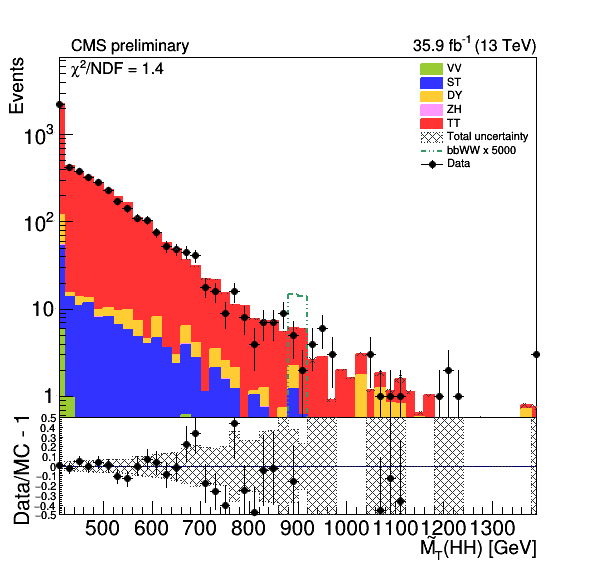 CMS preliminary 35.9 fb⁻¹ (13 TeV)
χ²/NDF = 1.4
Events
VV
ST
DY
ZH
TT
Total uncertainty
bbWW x 5000
Data
10³
10²
10
1
Data/MC - 1
0.5
0.4
0.3
0.2
0.1
0
−0.1
−0.2
−0.3
−0.4
−0.5
500 600 700 800 900 1000 1100 1200 1300
M̃_T(HH) [GeV]